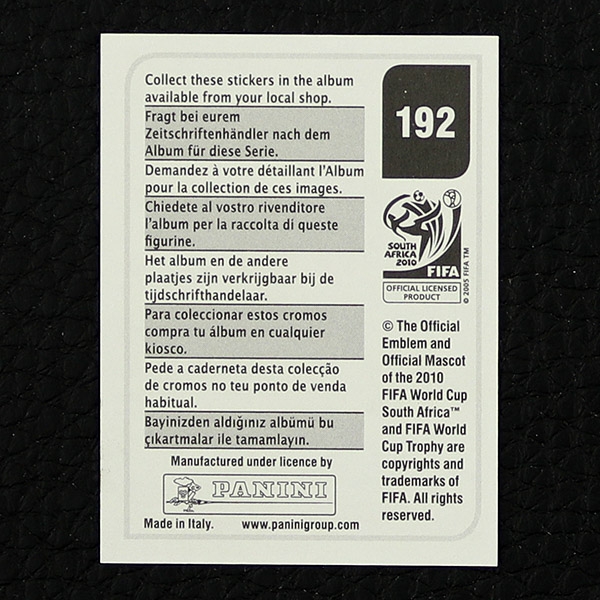 Collect these stickers in the album
available from your local shop.
Fragt bei eurem
Zeitschriftenhändler nach dem
Album für diese Serie.
Demandez à votre détaillant l'Album
pour la collection de ces images.
Chiedete al vostro rivenditore
l'album per la raccolta di queste
figurine.
Het album en de andere
plaatjes zijn verkrijgbaar bij de
tijdschrifthandelaar.
Para coleccionar estos cromos
compra tu álbum en cualquier
kiosco.
Pede a caderneta desta colecção
de cromos no teu ponto de venda
habitual.
Bayinizden aldığınız albümü bu
çıkartmalar ile tamamlayın.
Manufactured under licence by
PANINI
Made in Italy. www.paninigroup.com
192
SOUTH
AFRICA
2010
FIFA
OFFICIAL LICENSED
PRODUCT
© 2005 FIFA TM
© The Official
Emblem and
Official Mascot
of the 2010
FIFA World Cup
South Africa™
and FIFA World
Cup Trophy are
copyrights and
trademarks of
FIFA. All rights
reserved.